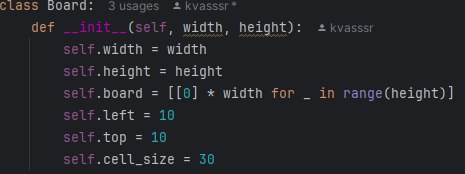 class Board: 3 usages kvasssr *
def __init__(self, width, height): kvasssr
self.width = width
self.height = height
self.board = [[0] * width for _ in range(height)]
self.left = 10
self.top = 10
self.cell_size = 30